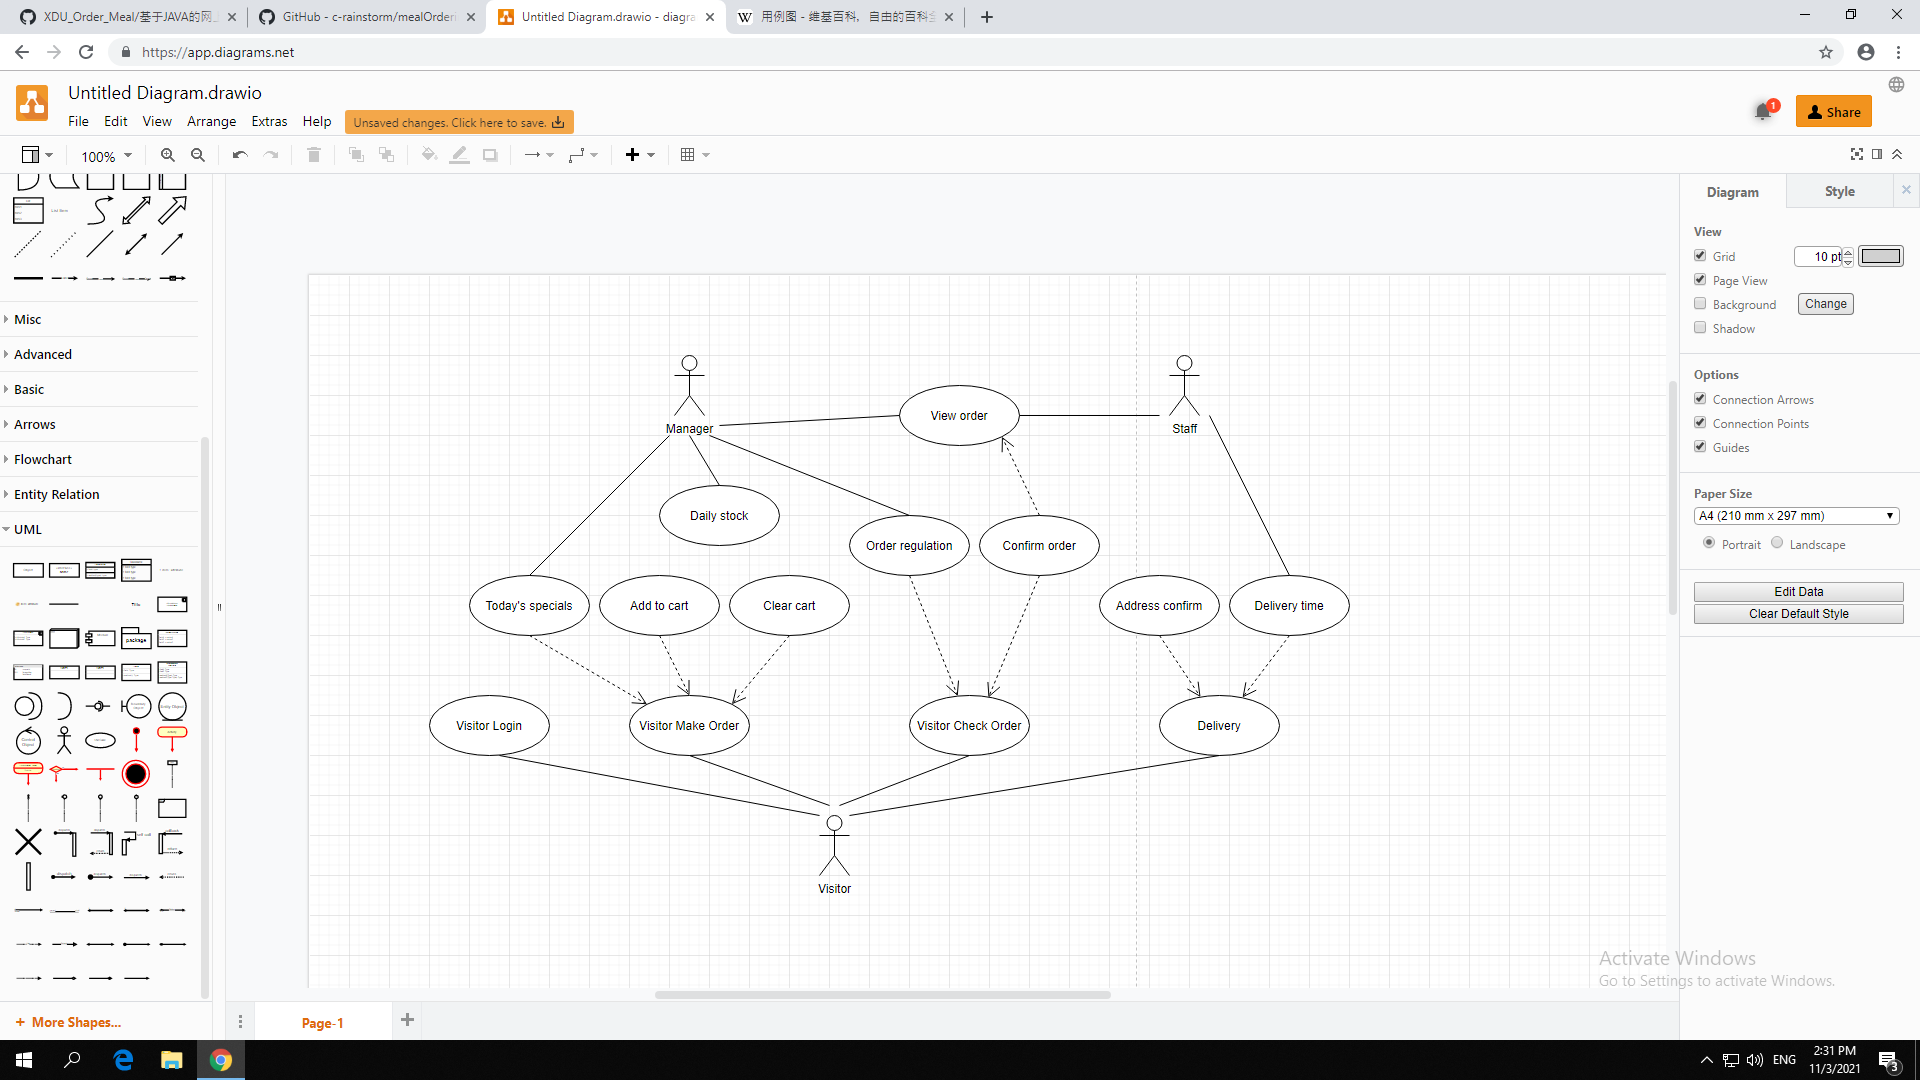 XDU_Order_Meal/基于JAVA的网
GitHub - c-rainstorm/mealOrder
Untitled Diagram.drawio - diagra
用例图 - 维基百科，自由的百科全
https://app.diagrams.net
Untitled Diagram.drawio
File Edit View Arrange Extras Help
Unsaved changes. Click here to save.
1
Share
100%
Diagram
Style
View
Grid
10 pt
Page View
Background
Change
Shadow
Options
Connection Arrows
Connection Points
Guides
Paper Size
A4 (210 mm x 297 mm)
Portrait
Landscape
Edit Data
Clear Default Style
Misc
Advanced
Basic
Arrows
Flowchart
Entity Relation
UML
Title
package
More Shapes...
Manager
View order
Staff
Daily stock
Order regulation
Confirm order
Today's specials
Add to cart
Clear cart
Address confirm
Delivery time
Visitor Login
Visitor Make Order
Visitor Check Order
Delivery
Visitor
Activate Windows
Go to Settings to activate Windows.
Page-1
ENG
2:31 PM
11/3/2021
3